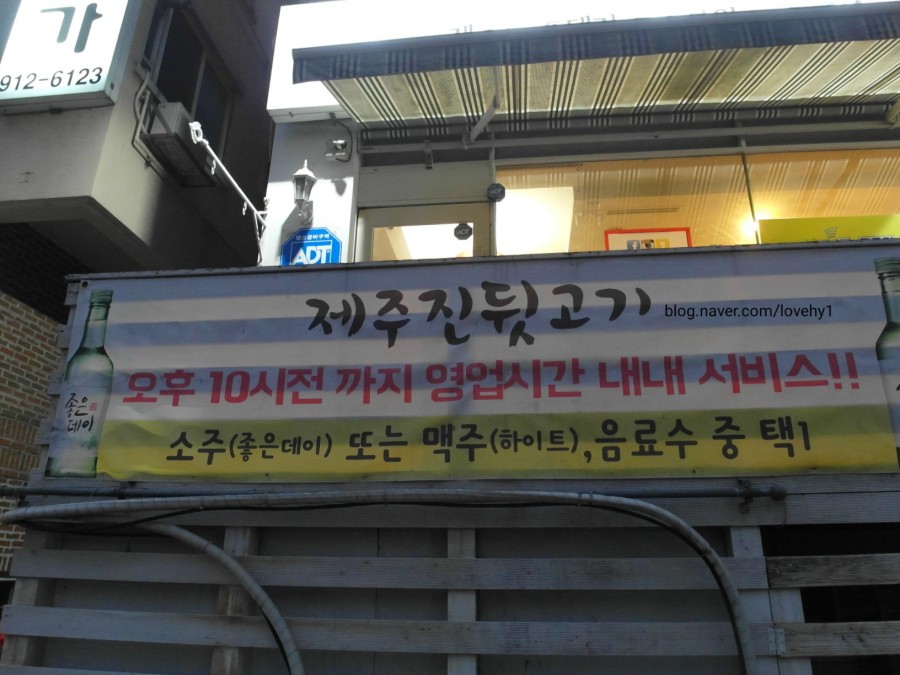 가
912-6123
ADT
제주진뒷고기
blog.naver.com/lovehy1
오후 10시전 까지 영업시간 내내 서비스!!
좋은
데이
소주(좋은데이) 또는 맥주(하이트),음료수 중 택1